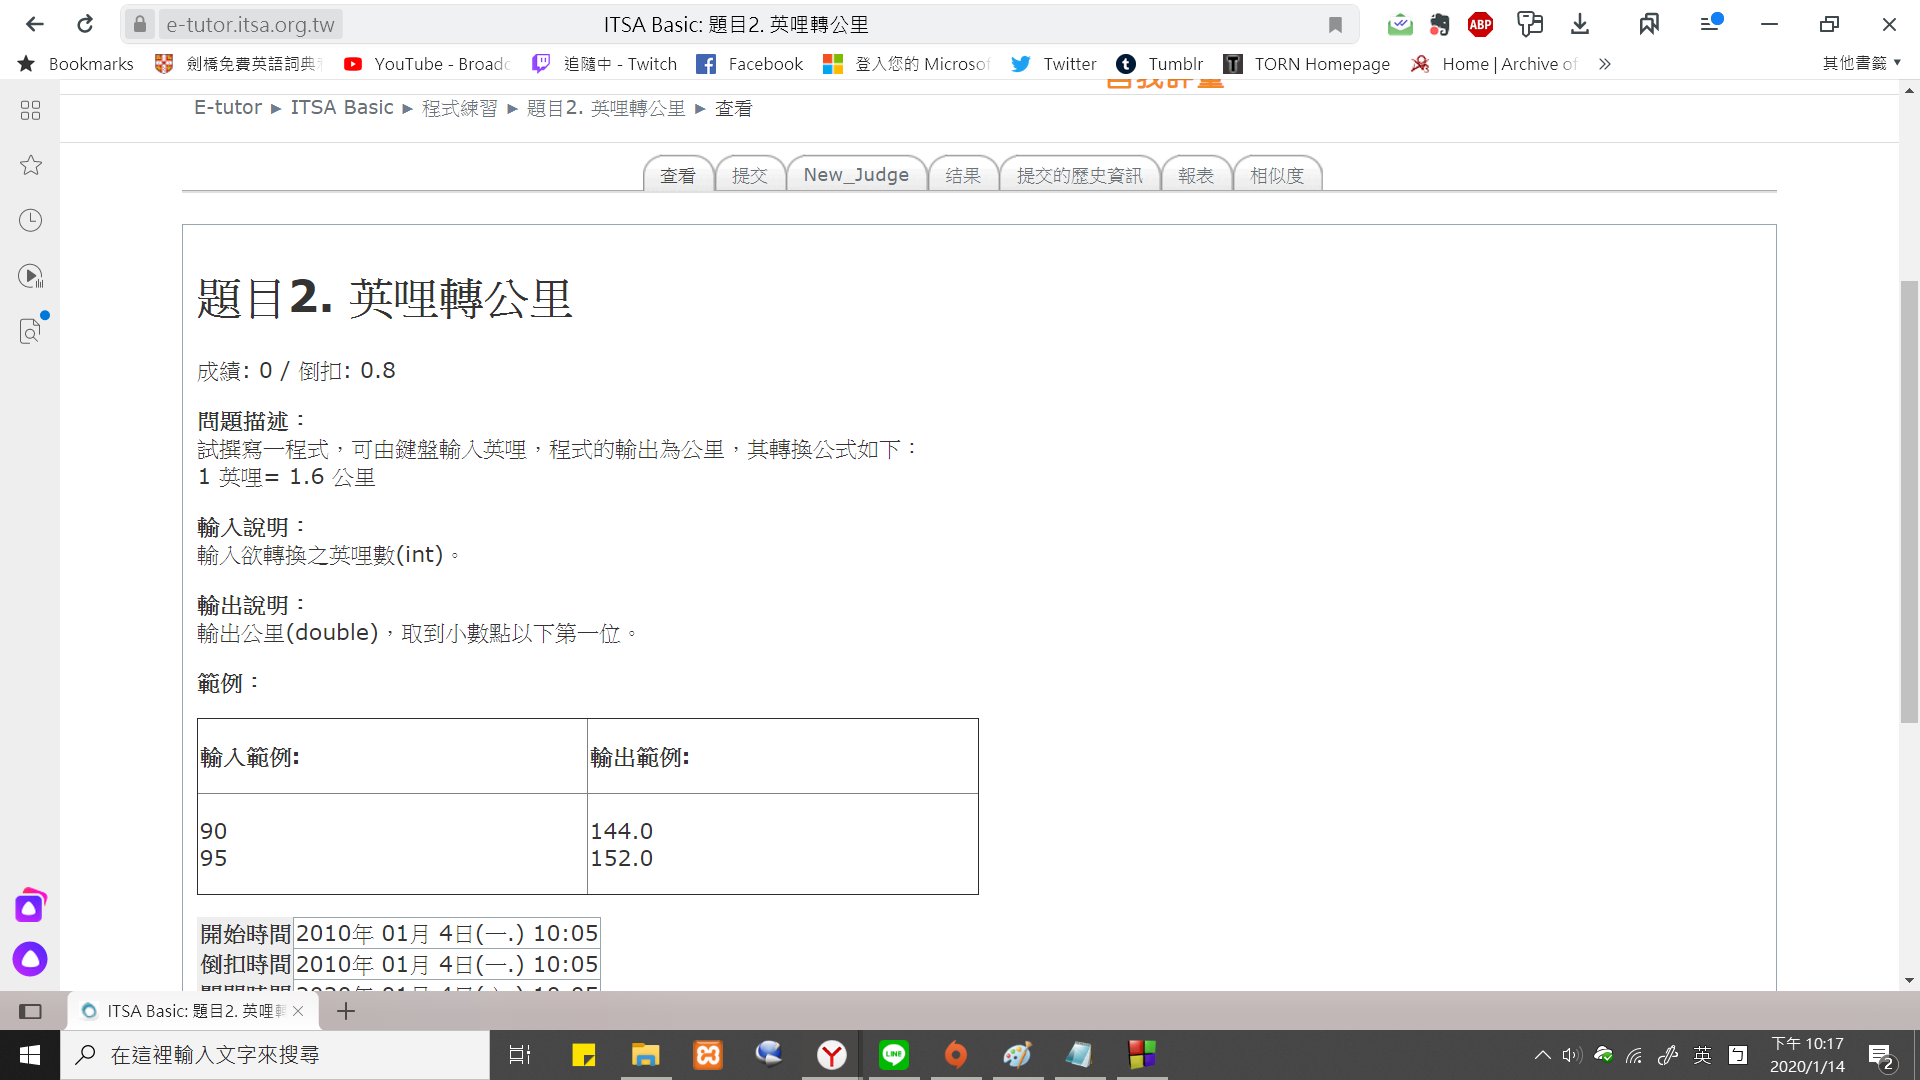 e-tutor.itsa.org.tw
ITSA Basic: 題目2. 英哩轉公里
ABP
Bookmarks
劍橋免費英語詞典
YouTube - Broadc
追隨中 - Twitch
Facebook
登入您的 Microsof
Twitter
Tumblr
TORN Homepage
Home | Archive of
其他書籤
自我評量
E-tutor ► ITSA Basic ► 程式練習 ► 題目2. 英哩轉公里 ► 查看
查看
提交
New_Judge
结果
提交的歷史資訊
報表
相似度
題目2. 英哩轉公里
成績: 0 / 倒扣: 0.8
問題描述：
試撰寫一程式，可由鍵盤輸入英哩，程式的輸出為公里，其轉換公式如下：
1 英哩= 1.6 公里
輸入說明：
輸入欲轉換之英哩數(int)。
輸出說明：
輸出公里(double)，取到小數點以下第一位。
範例：
輸入範例:
輸出範例:
90
95
144.0
152.0
開始時間 2010年 01月 4日(一.) 10:05
倒扣時間 2010年 01月 4日(一.) 10:05
ITSA Basic: 題目2. 英哩轉
在這裡輸入文字來搜尋
LINE
英
下午 10:17
2020/1/14
2